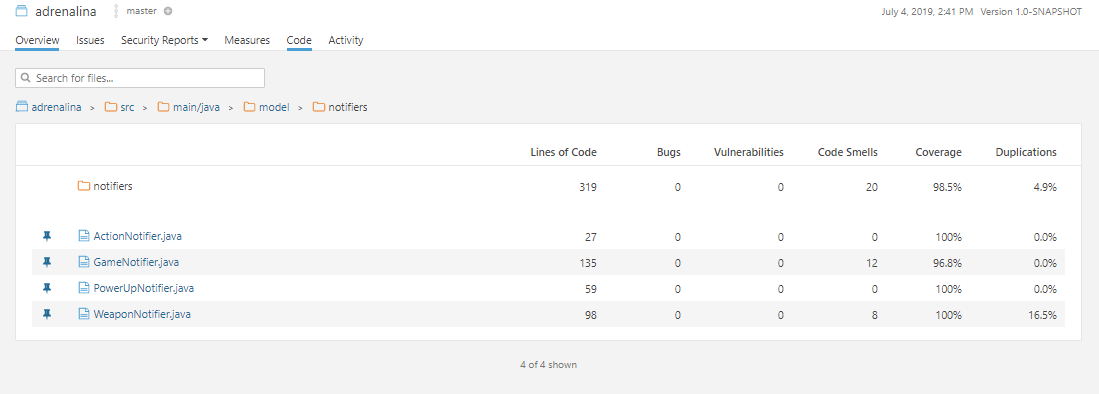 adrenalina master July 4, 2019, 2:41 PM Version 1.0-SNAPSHOT
Overview Issues Security Reports Measures Code Activity
Search for files...
adrenalina > src > main/java > model > notifiers
Lines of Code Bugs Vulnerabilities Code Smells Coverage Duplications
notifiers 319 0 0 20 98.5% 4.9%
ActionNotifier.java 27 0 0 0 100% 0.0%
GameNotifier.java 135 0 0 12 96.8% 0.0%
PowerUpNotifier.java 59 0 0 0 100% 0.0%
WeaponNotifier.java 98 0 0 8 100% 16.5%
4 of 4 shown